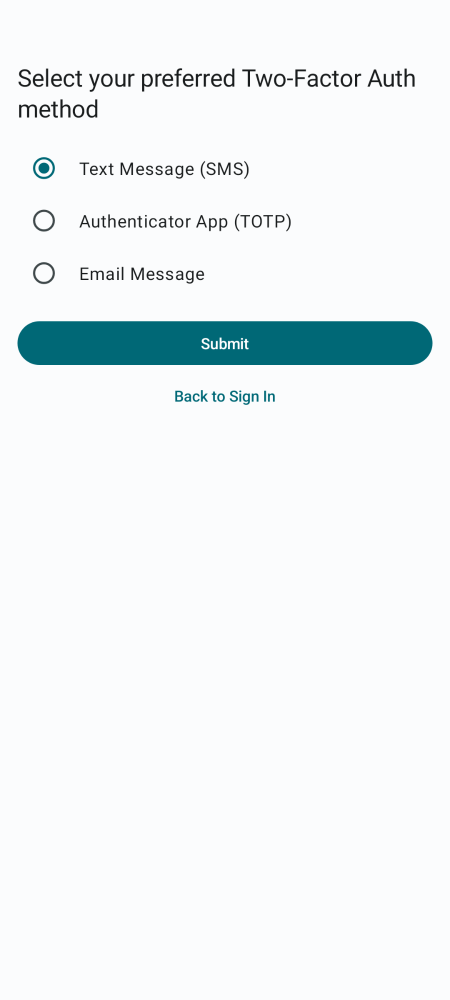 Select your preferred Two-Factor Auth
method
Text Message (SMS)
Authenticator App (TOTP)
Email Message
Submit
Back to Sign In